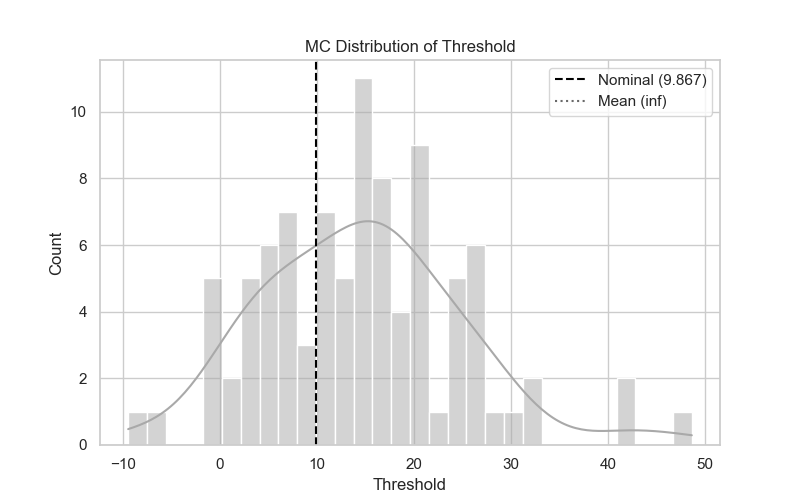 MC Distribution of Threshold
Nominal (9.867)
Mean (inf)
Count
10
8
6
4
2
0
−10
0
10
20
30
40
50
Threshold